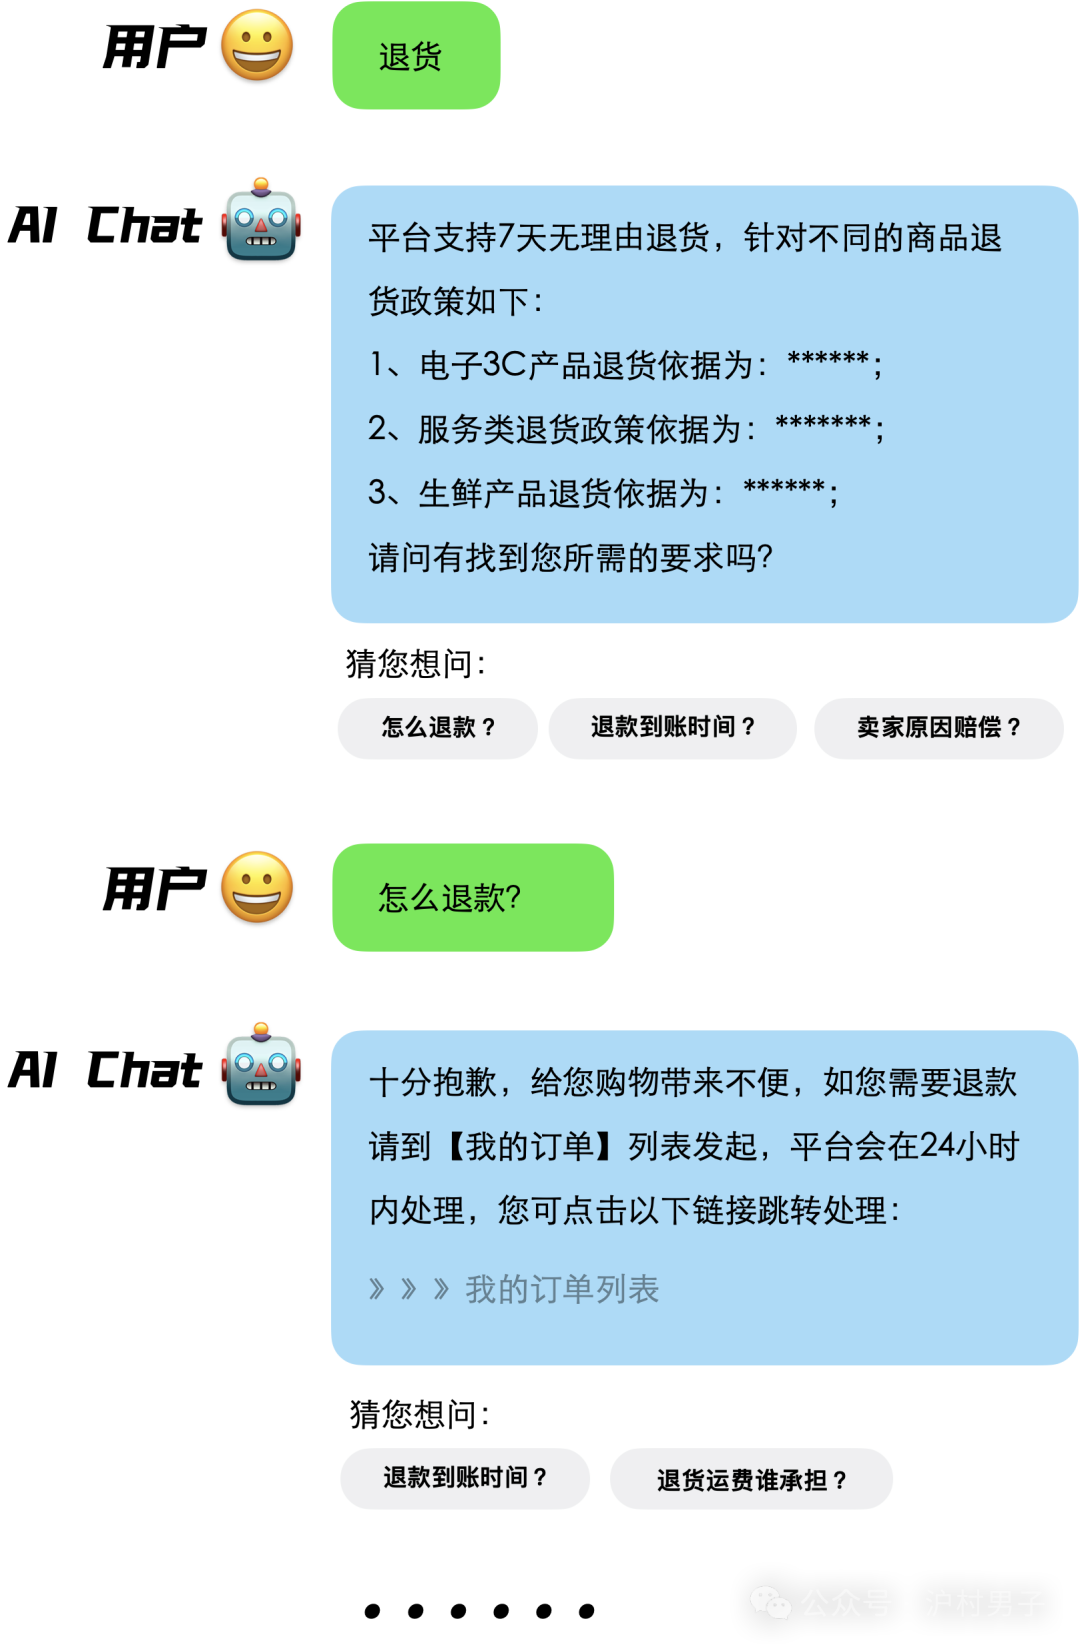 用户
退货
AI Chat
平台支持7天无理由退货，针对不同的商品退
货政策如下：
1、电子3C产品退货依据为：******；
2、服务类退货政策依据为：*******；
3、生鲜产品退货依据为：******；
请问有找到您所需的要求吗？
猜您想问：
怎么退款？ 退款到账时间？ 卖家原因赔偿？
用户
怎么退款？
AI Chat
十分抱歉，给您购物带来不便，如您需要退款
请到【我的订单】列表发起，平台会在24小时
内处理，您可点击以下链接跳转处理：
》》》我的订单列表
猜您想问：
退款到账时间？ 退货运费谁承担？
••••••
公众号 沪村男子